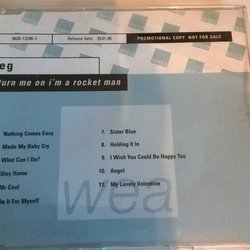 0630-13298-2
Release date: 29.01.96
PROMOTIONAL COPY NOT FOR SALE
eg
turn me on i'm a rocket man
Nothing Comes Easy
Made My Baby Cry
What Can I Do?
Stay Home
Mr Cool
Do It For Myself
7. Sister Blue
8. Holding It In
9. I Wish You Could Be Happy Too
10. Angel
11. My Lovely Valentine
wea